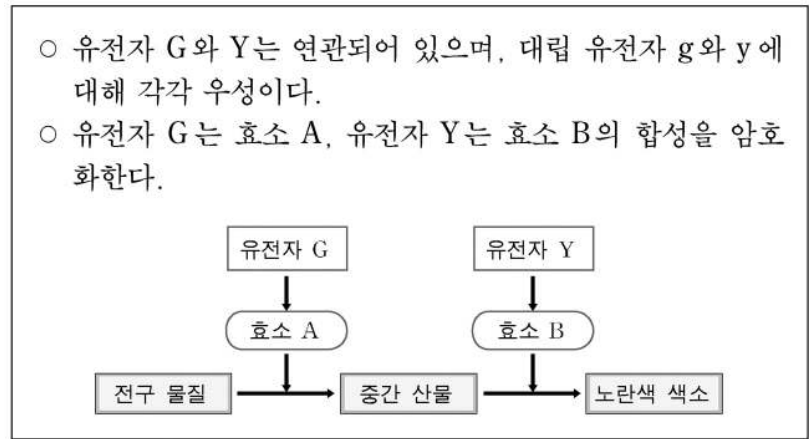 ○ 유전자 G와 Y는 연관되어 있으며, 대립 유전자 g와 y에
대해 각각 우성이다.
○ 유전자 G는 효소 A, 유전자 Y는 효소 B의 합성을 암호
화한다.
유전자 G
유전자 Y
효소 A
효소 B
전구 물질
중간 산물
노란색 색소